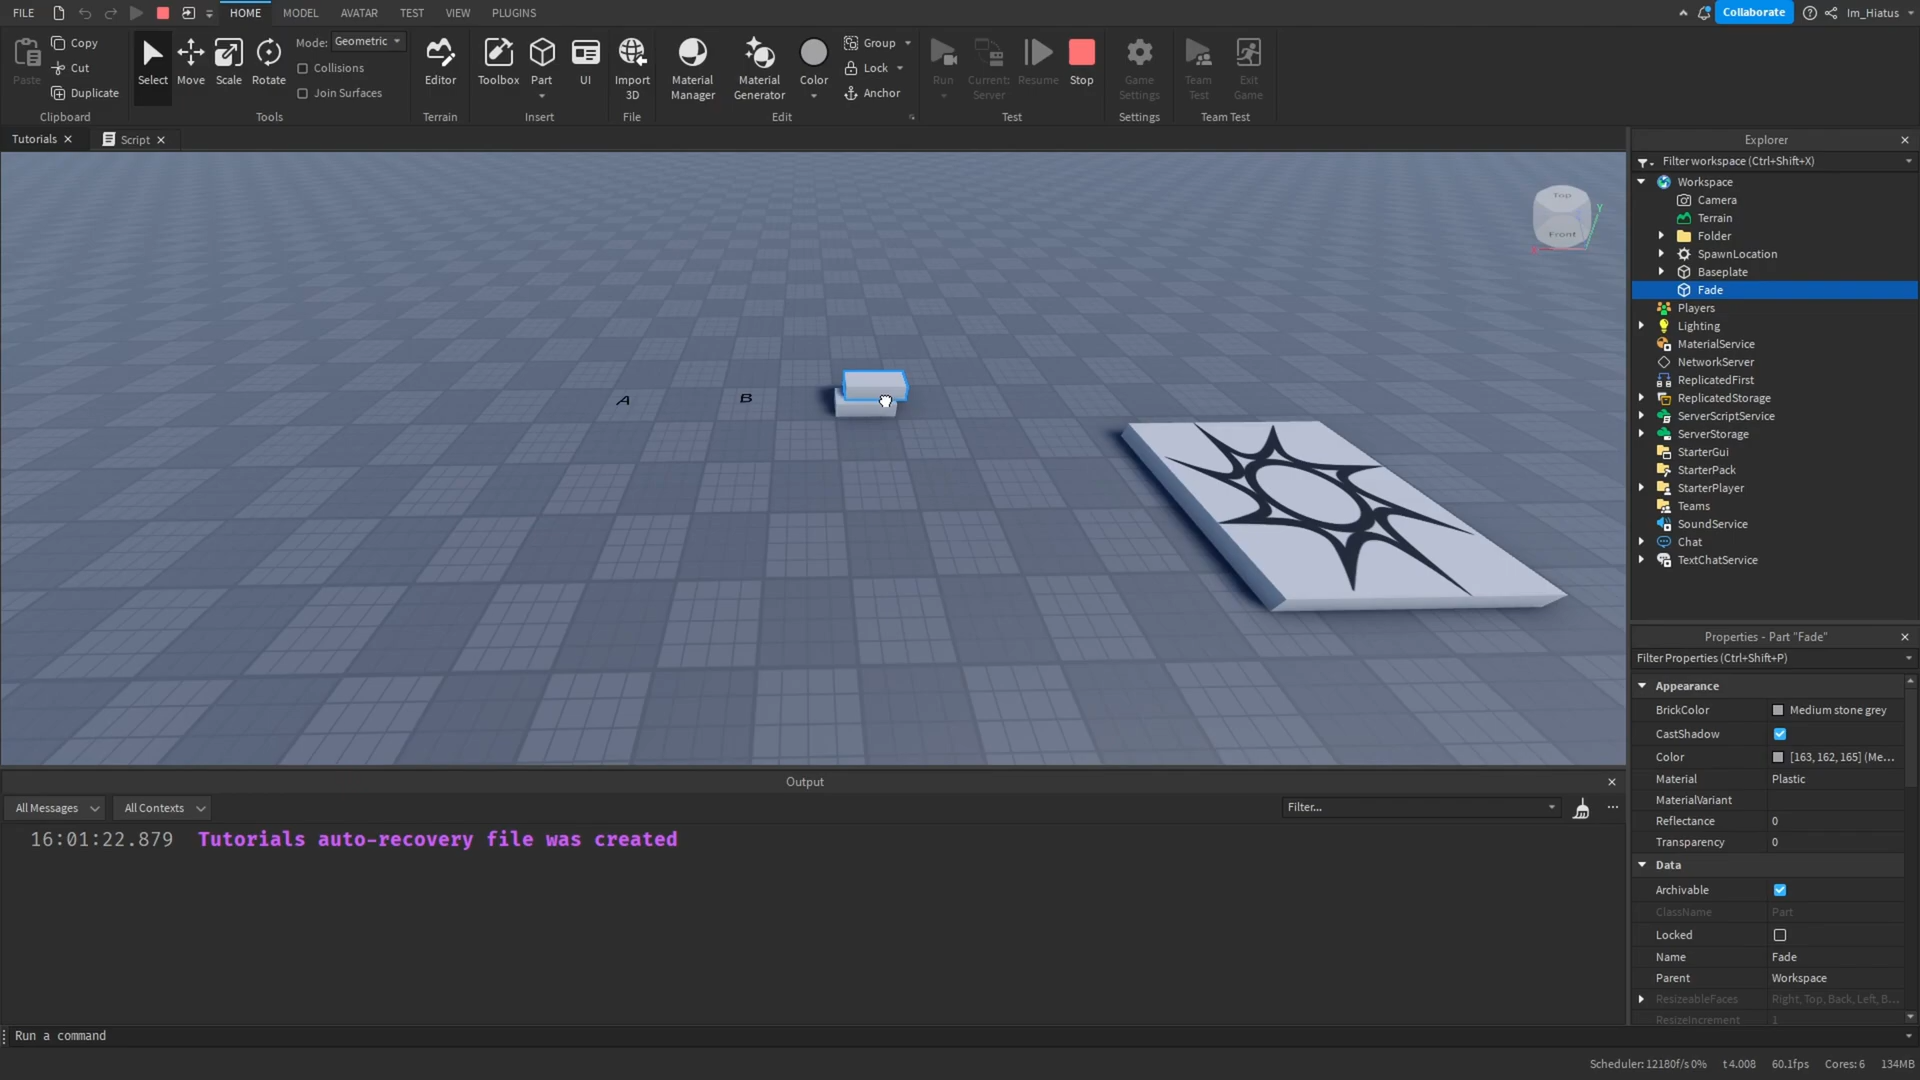 FILE HOME MODEL AVATAR TEST VIEW PLUGINS Collaborate Im_Hiatus
Paste Copy Cut Duplicate Clipboard
Select Move Scale Rotate Mode: Geometric Collisions Join Surfaces Tools
Editor Terrain
Toolbox Part UI Insert
Import 3D File
Material Manager Material Generator Color Group Lock Anchor Edit
Run Current: Server Resume Stop Test
Game Settings Settings
Team Test Exit Game Team Test
Tutorials Script
Top
Front
Y
A B
Explorer
Filter workspace (Ctrl+Shift+X)
Workspace
Camera
Terrain
Folder
SpawnLocation
Baseplate
Fade
Players
Lighting
MaterialService
NetworkServer
ReplicatedFirst
ReplicatedStorage
ServerScriptService
ServerStorage
StarterGui
StarterPack
StarterPlayer
Teams
SoundService
Chat
TextChatService
Properties - Part "Fade"
Filter Properties (Ctrl+Shift+P)
Appearance
BrickColor Medium stone grey
CastShadow
Color [163, 162, 165] (Me...
Material Plastic
MaterialVariant
Reflectance 0
Transparency 0
Data
Archivable
ClassName Part
Locked
Name Fade
Parent Workspace
ResizeableFaces Right, Top, Back, Left, B...
ResizeIncrement 1
Output
All Messages All Contexts Filter...
16:01:22.879 Tutorials auto-recovery file was created
Run a command
Scheduler: 12180f/s 0% t 4.008 60.1fps Cores: 6 134MB